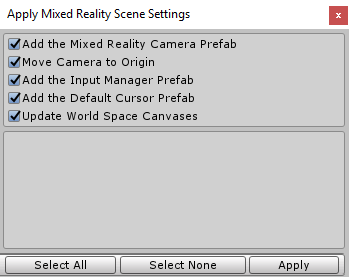 Apply Mixed Reality Scene Settings
x
Add the Mixed Reality Camera Prefab
Move Camera to Origin
Add the Input Manager Prefab
Add the Default Cursor Prefab
Update World Space Canvases
Select All Select None Apply